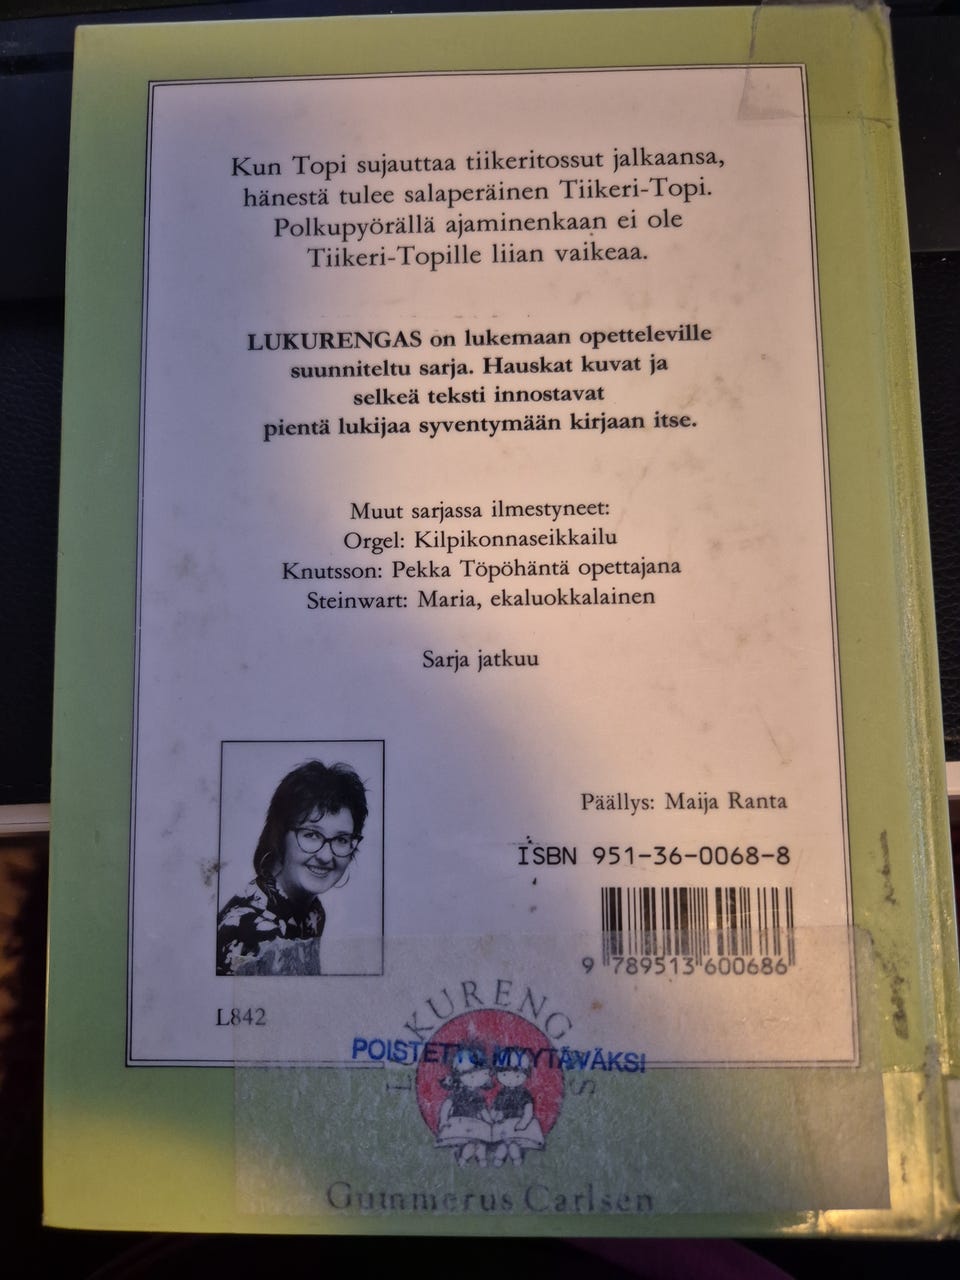 Kun Topi sujauttaa tiikeritossut jalkaansa,
hänestä tulee salaperäinen Tiikeri-Topi.
Polkupyörällä ajaminenkaan ei ole
Tiikeri-Topille liian vaikeaa.
LUKURENGAS on lukemaan opetteleville
suunniteltu sarja. Hauskat kuvat ja
selkeä teksti innostavat
pientä lukijaa syventymään kirjaan itse.
Muut sarjassa ilmestyneet:
Orgel: Kilpikonnaseikkailu
Knutsson: Pekka Töpöhäntä opettajana
Steinwart: Maria, ekaluokkalainen
Sarja jatkuu
Päällys: Maija Ranta
ISBN 951-36-0068-8
9 789513 600686
L842
LUKURENGAS
POISTETTU MYYTÄVÄKSI
Gummerus Carlsen